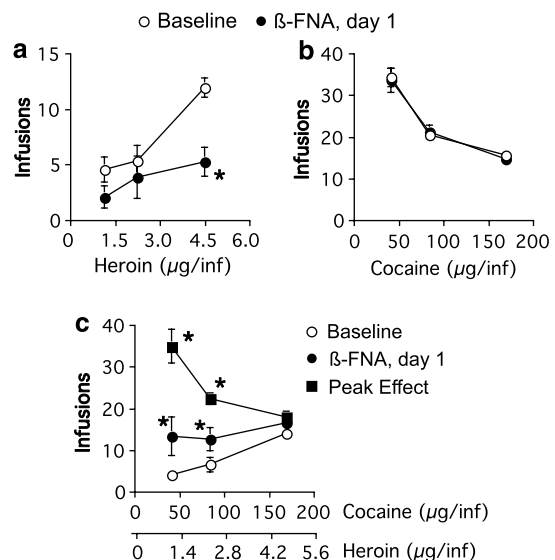 Baseline ß-FNA, day 1
a
15
10
5
0
Infusions
0 1.5 3.0 4.5 6.0
Heroin (µg/inf)
*
b
40
30
20
10
0
Infusions
0 50 100 150 200
Cocaine (µg/inf)
c
40
30
20
10
0
Infusions
* *
* *
Baseline
ß-FNA, day 1
Peak Effect
0 50 100 150 200 Cocaine (µg/inf)
0 1.4 2.8 4.2 5.6 Heroin (µg/inf)